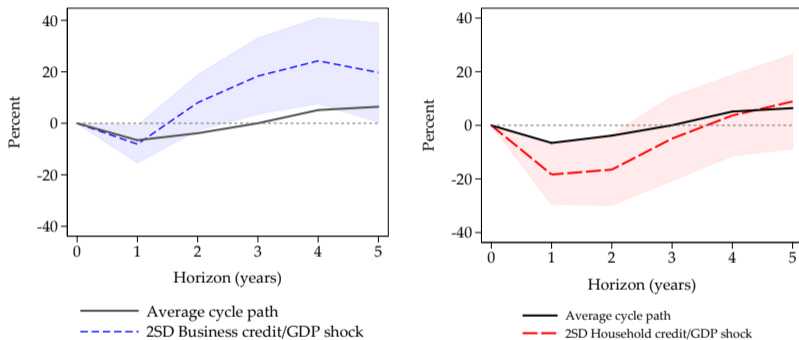 40
20
0
-20
-40
Percent
0 1 2 3 4 5
Horizon (years)
Average cycle path
2SD Business credit/GDP shock
40
20
0
-20
-40
Percent
0 1 2 3 4 5
Horizon (years)
Average cycle path
2SD Household credit/GDP shock